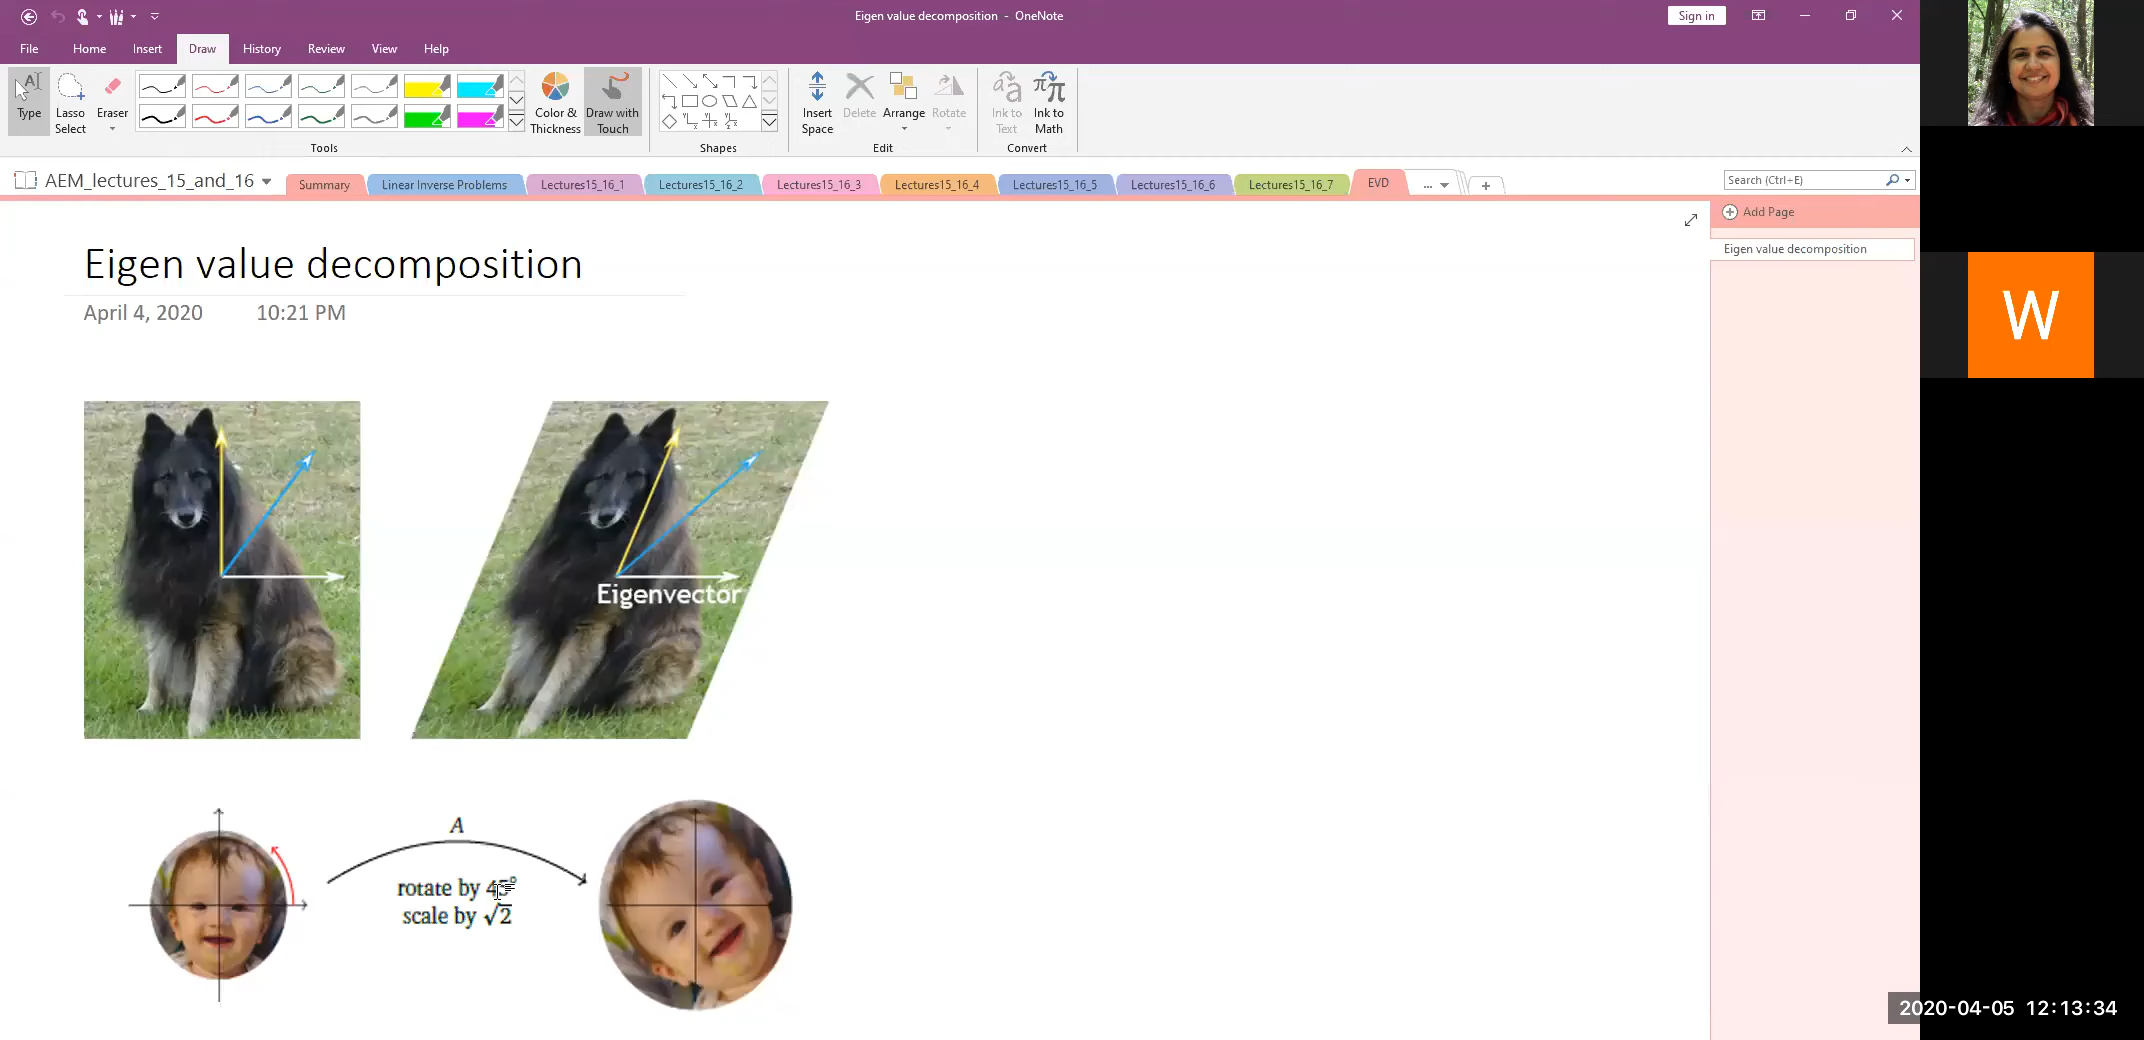 Eigen value decomposition - OneNote
Sign in
File Home Insert Draw History Review View Help
Type
Lasso Select
Eraser
Color & Thickness
Draw with Touch
Insert Space
Delete
Arrange
Rotate
Ink to Text
Ink to Math
Tools
Shapes
Edit
Convert
AEM_lectures_15_and_16
Summary
Linear Inverse Problems
Lectures15_16_1
Lectures15_16_2
Lectures15_16_3
Lectures15_16_4
Lectures15_16_5
Lectures15_16_6
Lectures15_16_7
EVD
...
Search (Ctrl+E)
Add Page
Eigen value decomposition
Eigen value decomposition
April 4, 2020 10:21 PM
W
Eigenvector
A
rotate by 45°
scale by √2
2020-04-05 12:13:34